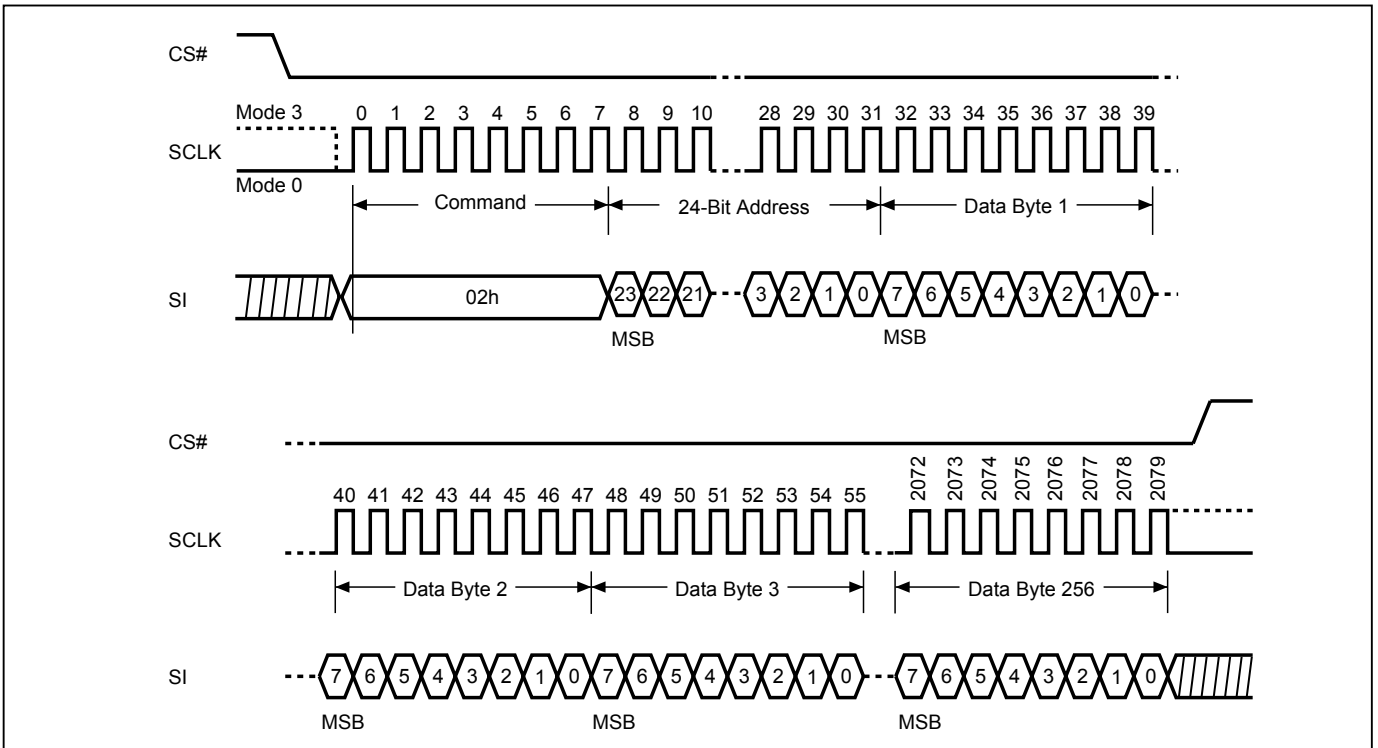 CS#
Mode 3
0 1 2 3 4 5 6 7 8 9 10 28 29 30 31 32 33 34 35 36 37 38 39
SCLK
Mode 0
Command 24-Bit Address Data Byte 1
SI 02h 23 22 21 3 2 1 0 7 6 5 4 3 2 1 0
MSB MSB
CS#
40 41 42 43 44 45 46 47 48 49 50 51 52 53 54 55 2072 2073 2074 2075 2076 2077 2078 2079
SCLK
Data Byte 2 Data Byte 3 Data Byte 256
SI 7 6 5 4 3 2 1 0 7 6 5 4 3 2 1 0 7 6 5 4 3 2 1 0
MSB MSB MSB